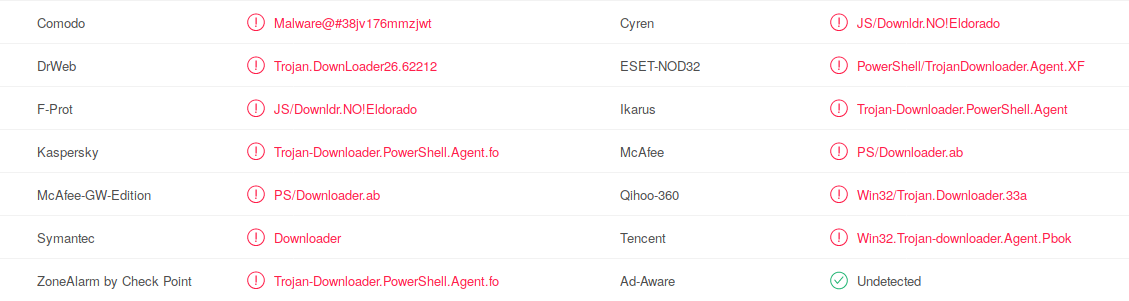 Comodo Malware@#38jv176mmzjwt Cyren JS/Downldr.NO!Eldorado
DrWeb Trojan.DownLoader26.62212 ESET-NOD32 PowerShell/TrojanDownloader.Agent.XF
F-Prot JS/Downldr.NO!Eldorado Ikarus Trojan-Downloader.PowerShell.Agent
Kaspersky Trojan-Downloader.PowerShell.Agent.fo McAfee PS/Downloader.ab
McAfee-GW-Edition PS/Downloader.ab Qihoo-360 Win32/Trojan.Downloader.33a
Symantec Downloader Tencent Win32.Trojan-downloader.Agent.Pbok
ZoneAlarm by Check Point Trojan-Downloader.PowerShell.Agent.fo Ad-Aware Undetected